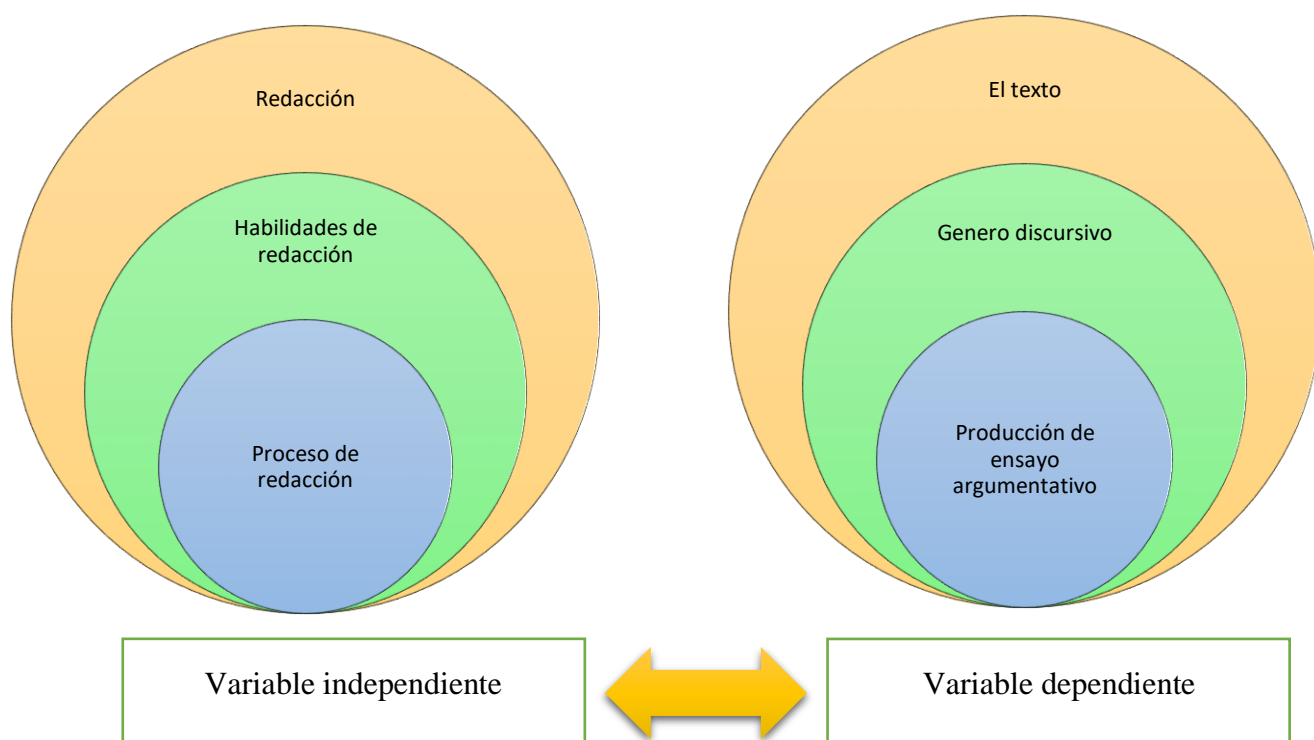 Redacción
Habilidades de
redacción
Proceso de
redacción
El texto
Genero discursivo
Producción de
ensayo
argumentativo
Variable independiente
Variable dependiente